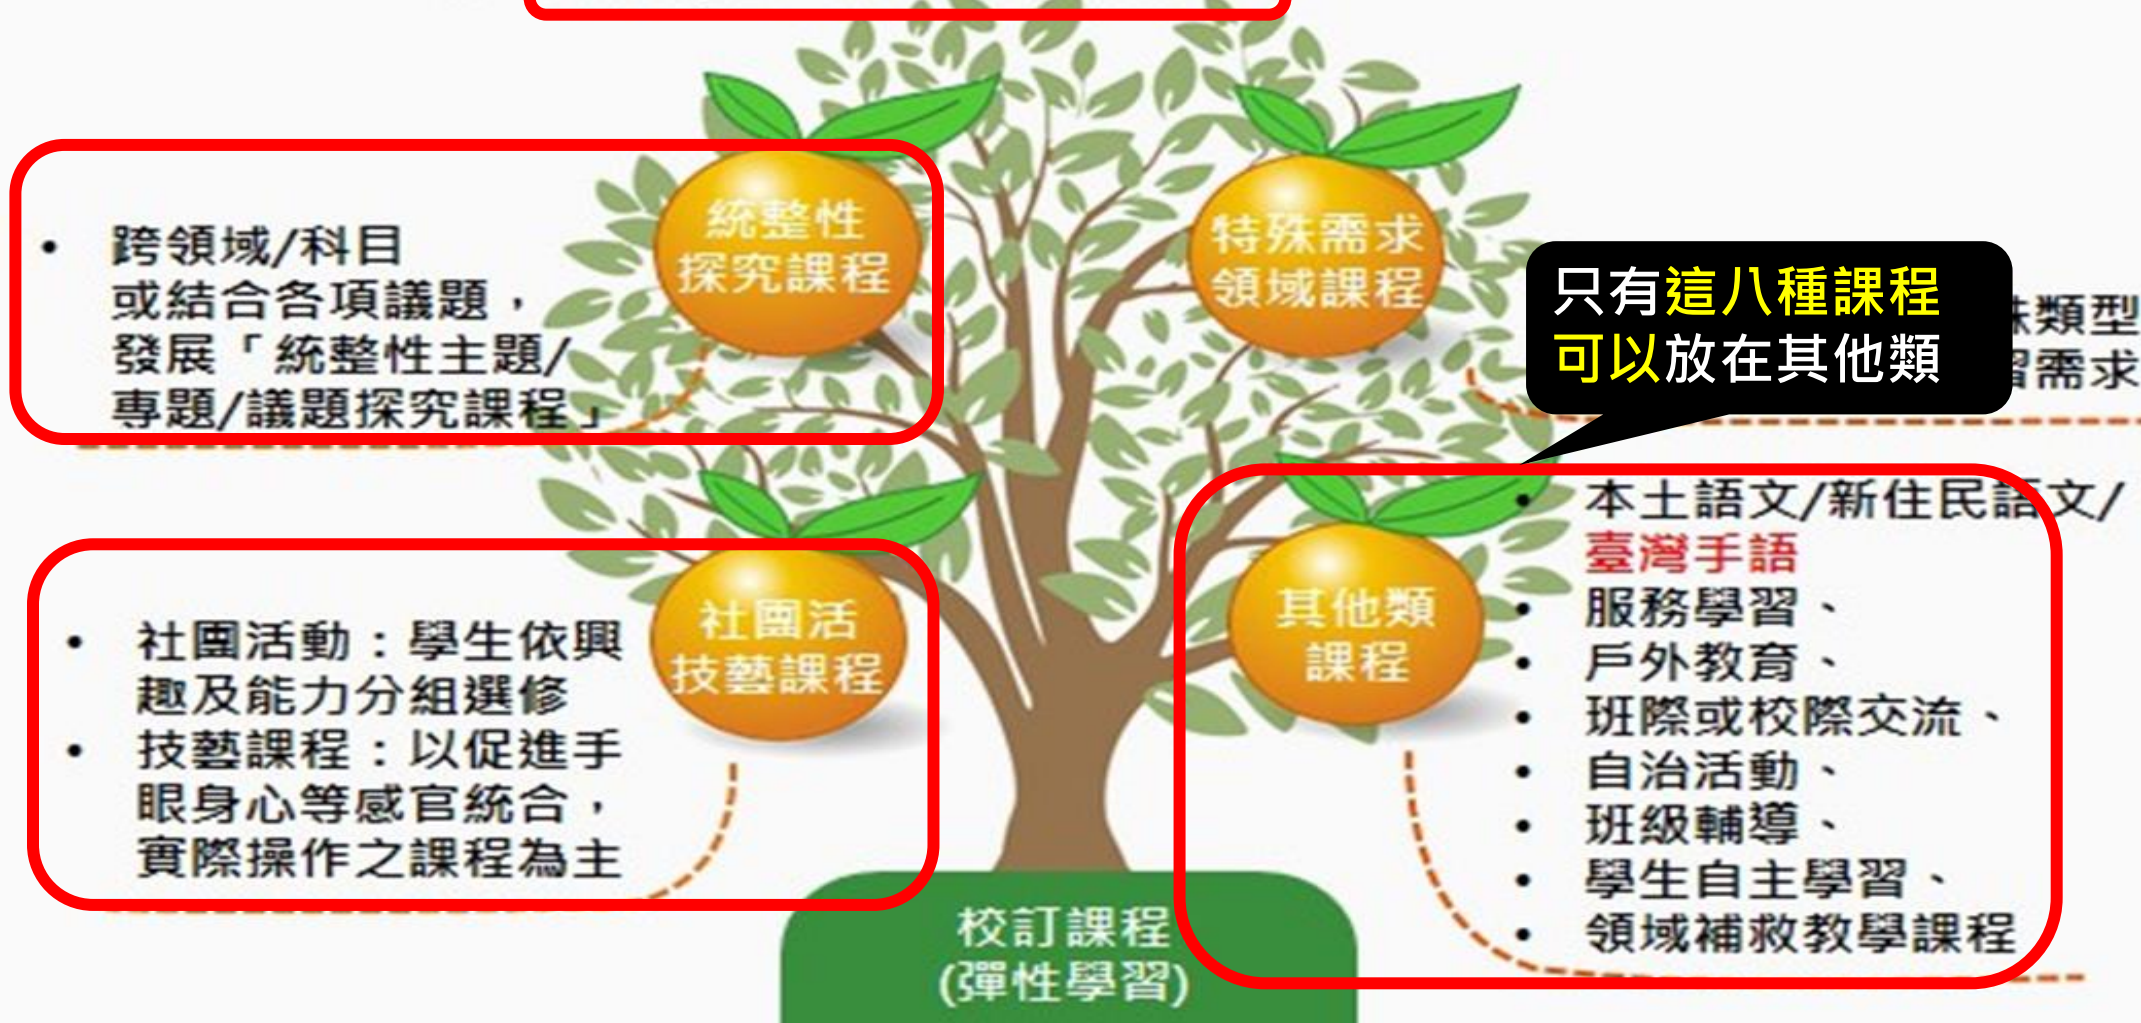 統整性
探究課程
• 跨領域/科目
或結合各項議題，
發展「統整性主題/
專題/議題探究課程」
特殊需求
領域課程
類型
需求
只有這八種課程
可以放在其他類
社團活
技藝課程
• 社團活動：學生依興
趣及能力分組選修
• 技藝課程：以促進手
眼身心等感官統合，
實際操作之課程為主
其他類
課程
• 本土語文/新住民語文/
臺灣手語
• 服務學習、
• 戶外教育、
• 班際或校際交流、
• 自治活動、
• 班級輔導、
• 學生自主學習、
• 領域補救教學課程
校訂課程
(彈性學習)